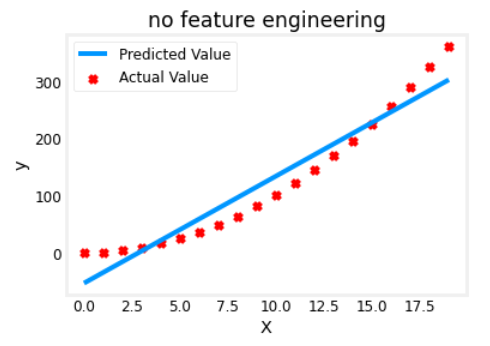 no feature engineering
Predicted Value
Actual Value
y
300
200
100
0
0.0 2.5 5.0 7.5 10.0 12.5 15.0 17.5
X